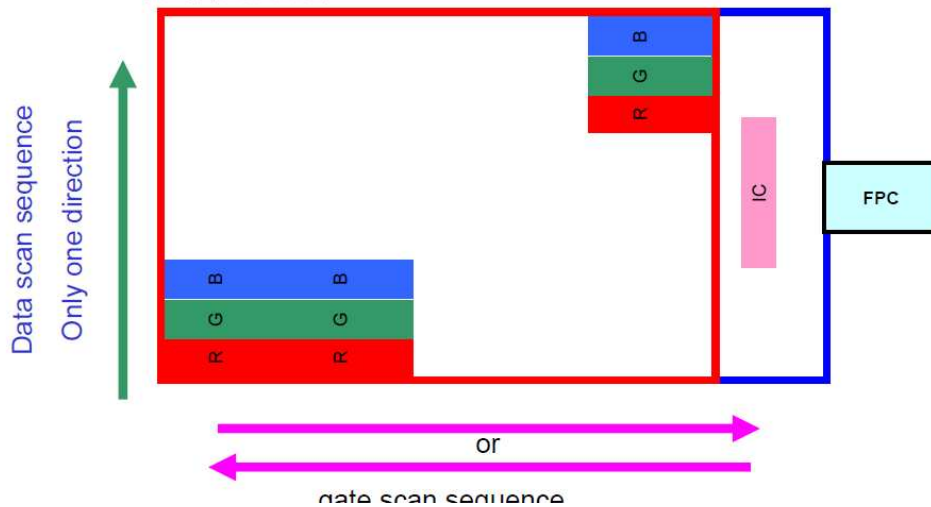 Data scan sequence
Only one direction
B
G
R
IC
FPC
B B
G G
R R
or
gate scan sequence